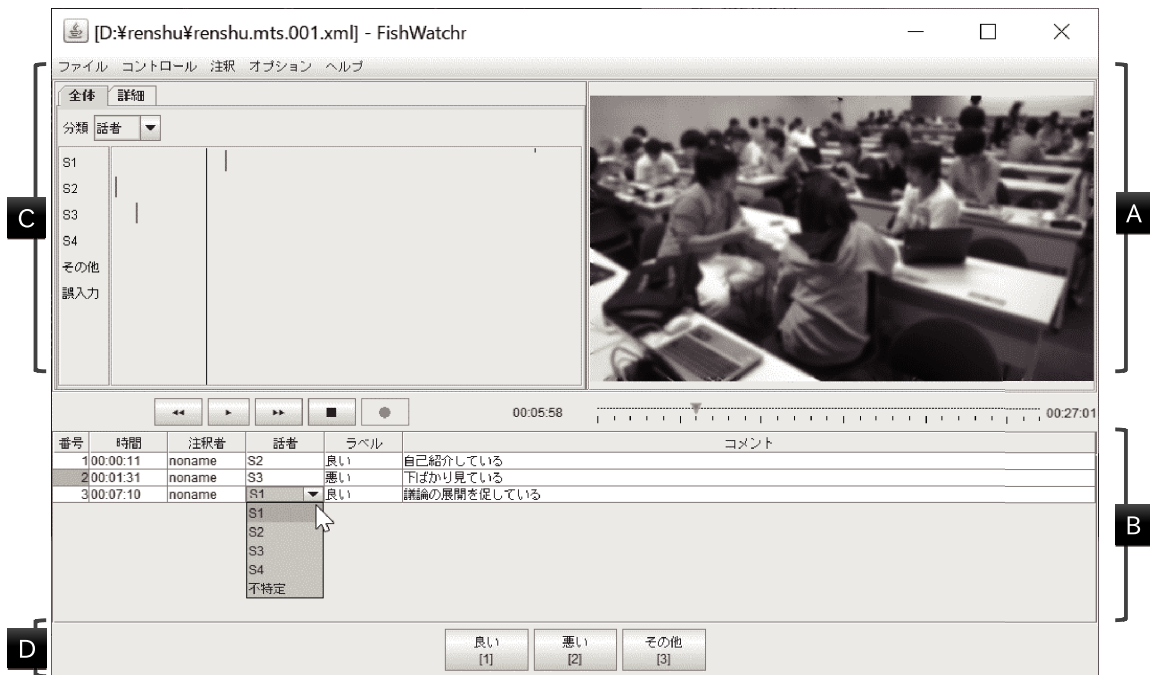 [D:¥renshu¥renshu.mts.001.xml] - FishWatchr
ファイル コントロール 注釈 オプション ヘルプ
全体 詳細
分類 話者
S1
S2
S3
S4
その他
誤入力
C
A
00:05:58 00:27:01
番号 時間 注釈者 話者 ラベル コメント
1 00:00:11 noname S2 良い 自己紹介している
2 00:01:31 noname S3 悪い 下ばかり見ている
3 00:07:10 noname S1 良い 議論の展開を促している
S1
S2
S3
S4
不特定
B
D
良い [1]
悪い [2]
その他 [3]